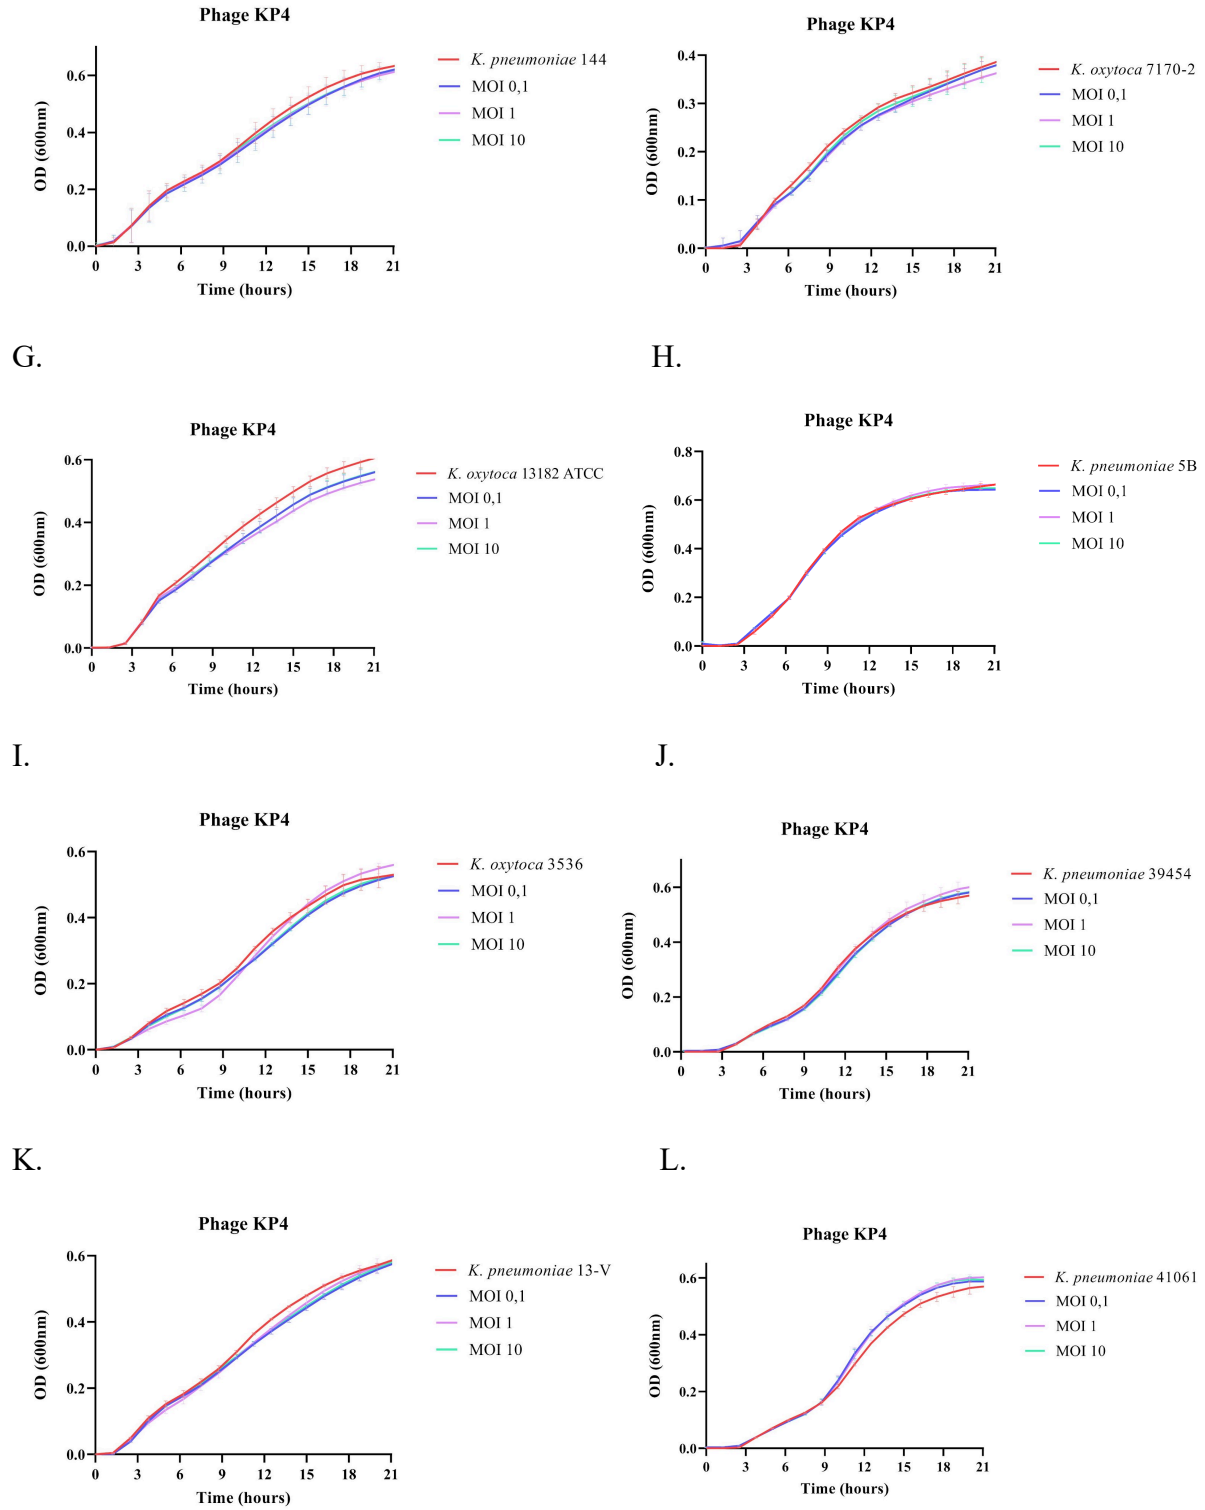 Phage KP4
OD (600nm)
0.6
0.4
0.2
0.0
0 3 6 9 12 15 18 21
Time (hours)
K. pneumoniae 144
MOI 0,1
MOI 1
MOI 10
Phage KP4
OD (600nm)
0.4
0.3
0.2
0.1
0.0
0 3 6 9 12 15 18 21
Time (hours)
K. oxytoca 7170-2
MOI 0,1
MOI 1
MOI 10
G.
H.
Phage KP4
OD (600nm)
0.6
0.4
0.2
0.0
0 3 6 9 12 15 18 21
Time (hours)
K. oxytoca 13182 ATCC
MOI 0,1
MOI 1
MOI 10
Phage KP4
OD (600nm)
0.8
0.6
0.4
0.2
0.0
0 3 6 9 12 15 18 21
Time (hours)
K. pneumoniae 5B
MOI 0,1
MOI 1
MOI 10
I.
J.
Phage KP4
OD (600nm)
0.6
0.4
0.2
0.0
0 3 6 9 12 15 18 21
Time (hours)
K. oxytoca 3536
MOI 0,1
MOI 1
MOI 10
Phage KP4
OD (600nm)
0.6
0.4
0.2
0.0
0 3 6 9 12 15 18 21
Time (hours)
K. pneumoniae 39454
MOI 0,1
MOI 1
MOI 10
K.
L.
Phage KP4
OD (600nm)
0.6
0.4
0.2
0.0
0 3 6 9 12 15 18 21
Time (hours)
K. pneumoniae 13-V
MOI 0,1
MOI 1
MOI 10
Phage KP4
OD (600nm)
0.6
0.4
0.2
0.0
0 3 6 9 12 15 18 21
Time (hours)
K. pneumoniae 41061
MOI 0,1
MOI 1
MOI 10